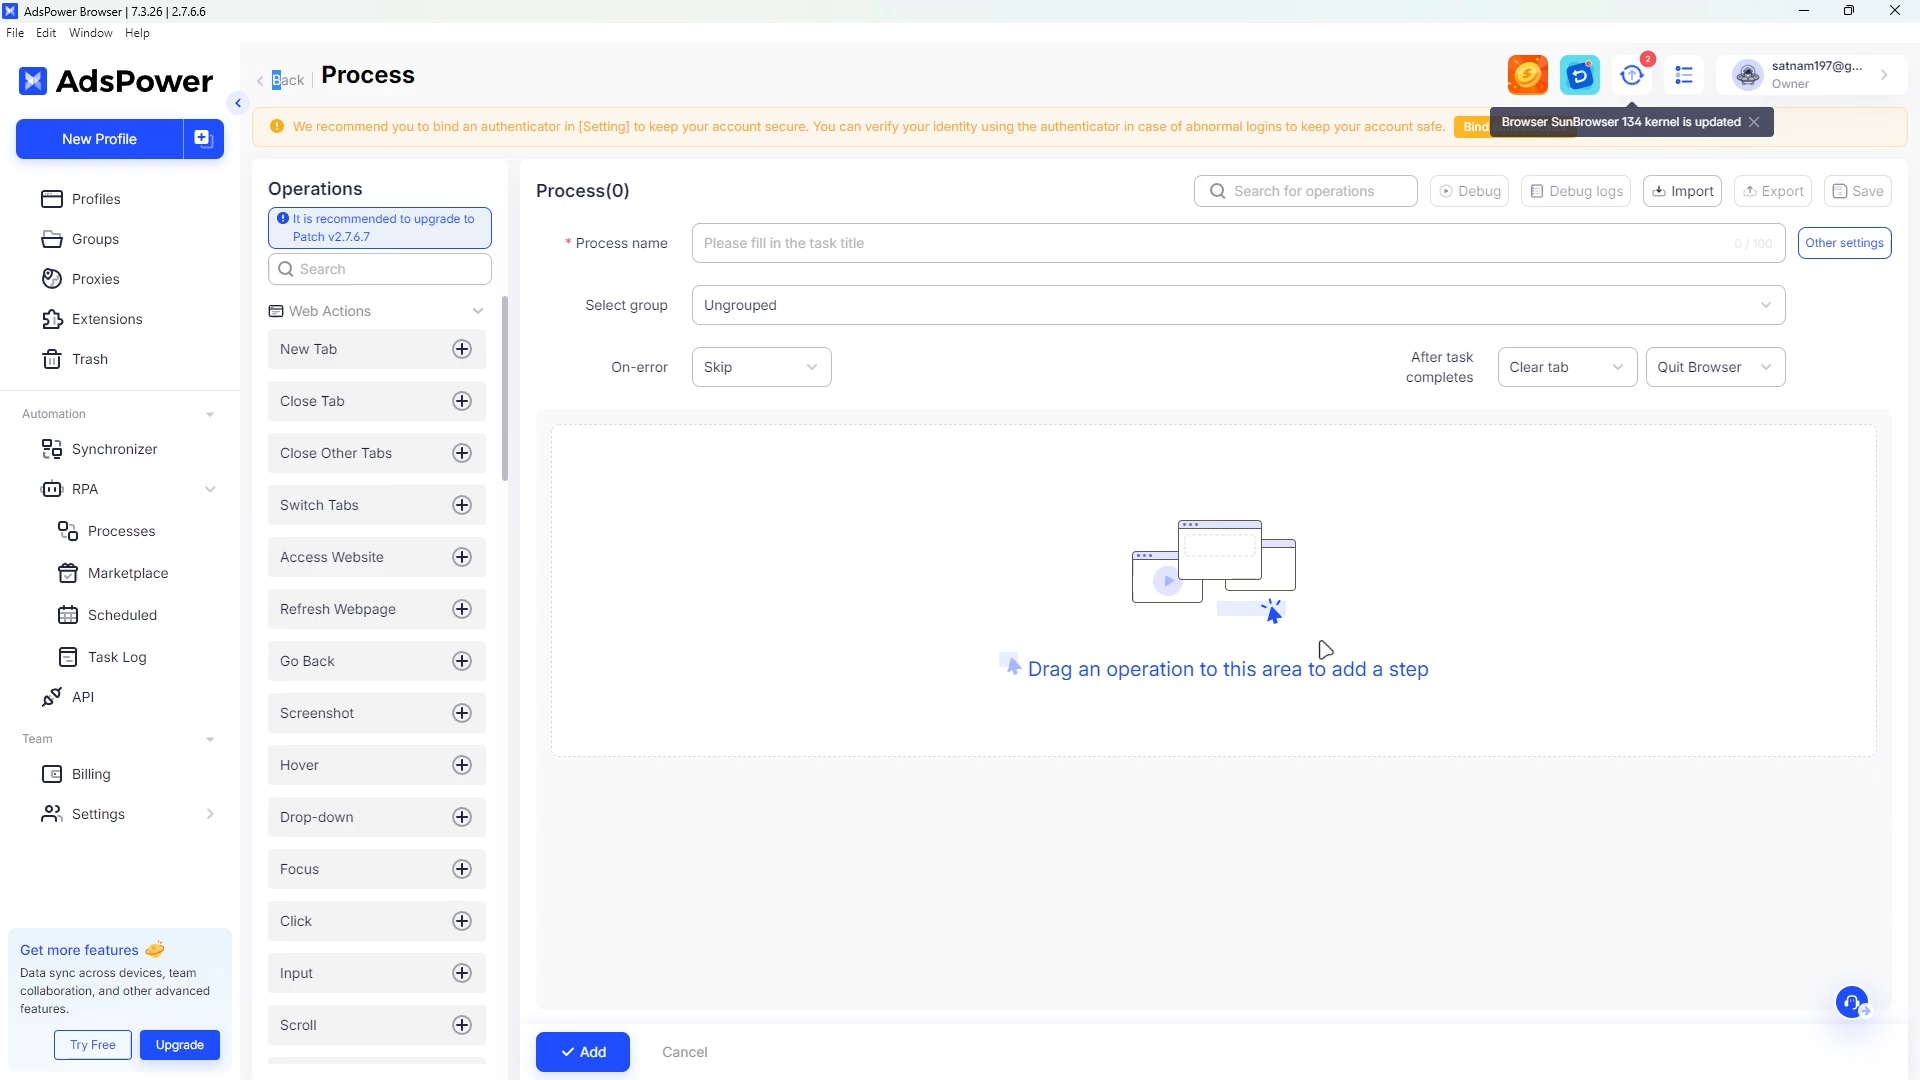 AdsPower Browser | 7.3.26 | 2.7.6.6
File Edit Window Help
AdsPower
New Profile
Profiles
Groups
Proxies
Extensions
Trash
Automation
Synchronizer
RPA
Processes
Marketplace
Scheduled
Task Log
API
Team
Billing
Settings
Get more features
Data sync across devices, team
collaboration, and other advanced
features.
Try Free Upgrade
Back Process
2
satnam197@g...
Owner
We recommend you to bind an authenticator in [Setting] to keep your account secure. You can verify your identity using the authenticator in case of abnormal logins to keep your account safe. Bind
Browser SunBrowser 134 kernel is updated
Operations
It is recommended to upgrade to
Patch v2.7.6.7
Search
Web Actions
New Tab
Close Tab
Close Other Tabs
Switch Tabs
Access Website
Refresh Webpage
Go Back
Screenshot
Hover
Drop-down
Focus
Click
Input
Scroll
Process(0)
Search for operations Debug Debug logs Import Export Save
* Process name Please fill in the task title 0 / 100 Other settings
Select group Ungrouped
On-error Skip
After task
completes
Clear tab Quit Browser
Drag an operation to this area to add a step
Add Cancel